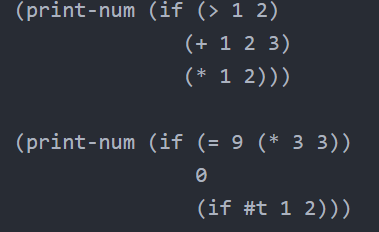 (print-num (if (> 1 2)
(+ 1 2 3)
(* 1 2)))
(print-num (if (= 9 (* 3 3))
0
(if #t 1 2)))